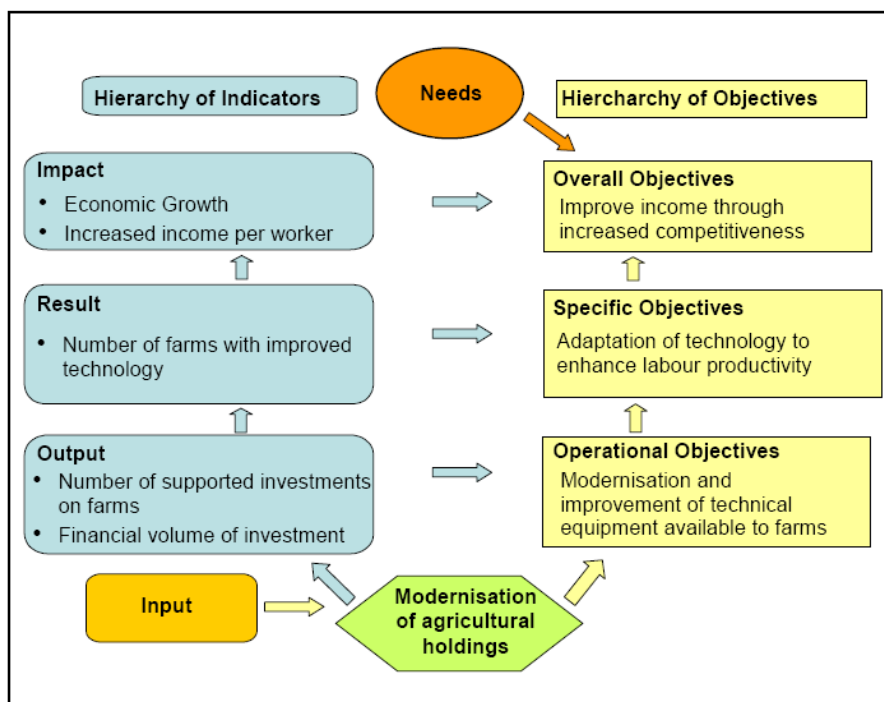 Hierarchy of Indicators
Needs
Hiercharchy of Objectives
Impact
• Economic Growth
• Increased income per worker
Overall Objectives
Improve income through
increased competitiveness
Result
• Number of farms with improved
technology
Specific Objectives
Adaptation of technology to
enhance labour productivity
Output
• Number of supported investments
on farms
• Financial volume of investment
Operational Objectives
Modernisation and
improvement of technical
equipment available to farms
Input
Modernisation
of agricultural
holdings